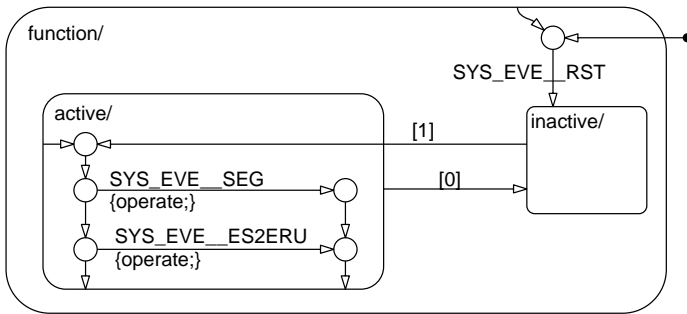 function/
SYS_EVE__RST
active/
inactive/
[1]
SYS_EVE__SEG
[0]
{operate;}
SYS_EVE__ES2ERU
{operate;}